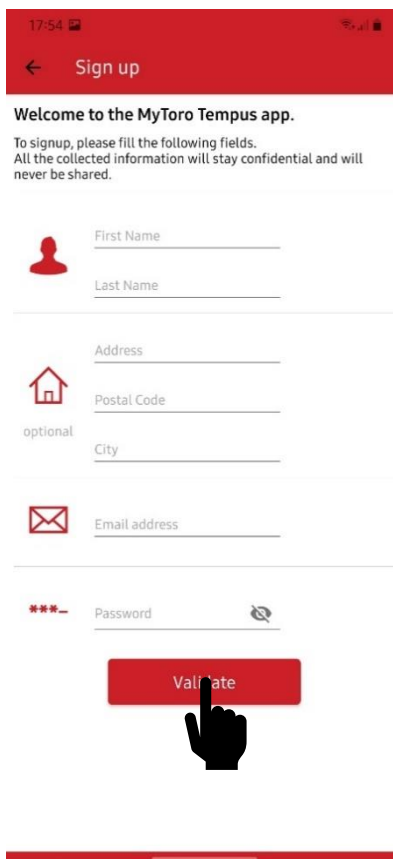 17:54
Sign up
Welcome to the MyToro Tempus app.
To signup, please fill the following fields.
All the collected information will stay confidential and will
never be shared.
First Name
Last Name
Address
Postal Code
optional
City
Email address
***_
Password
Validate